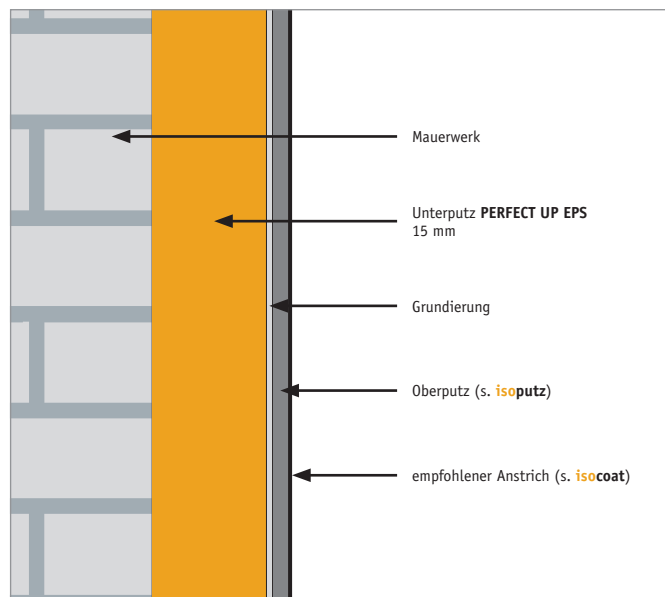 Mauerwerk
Unterputz PERFECT UP EPS
15 mm
Grundierung
Oberputz (s. isoputz)
empfohlener Anstrich (s. isocoat)